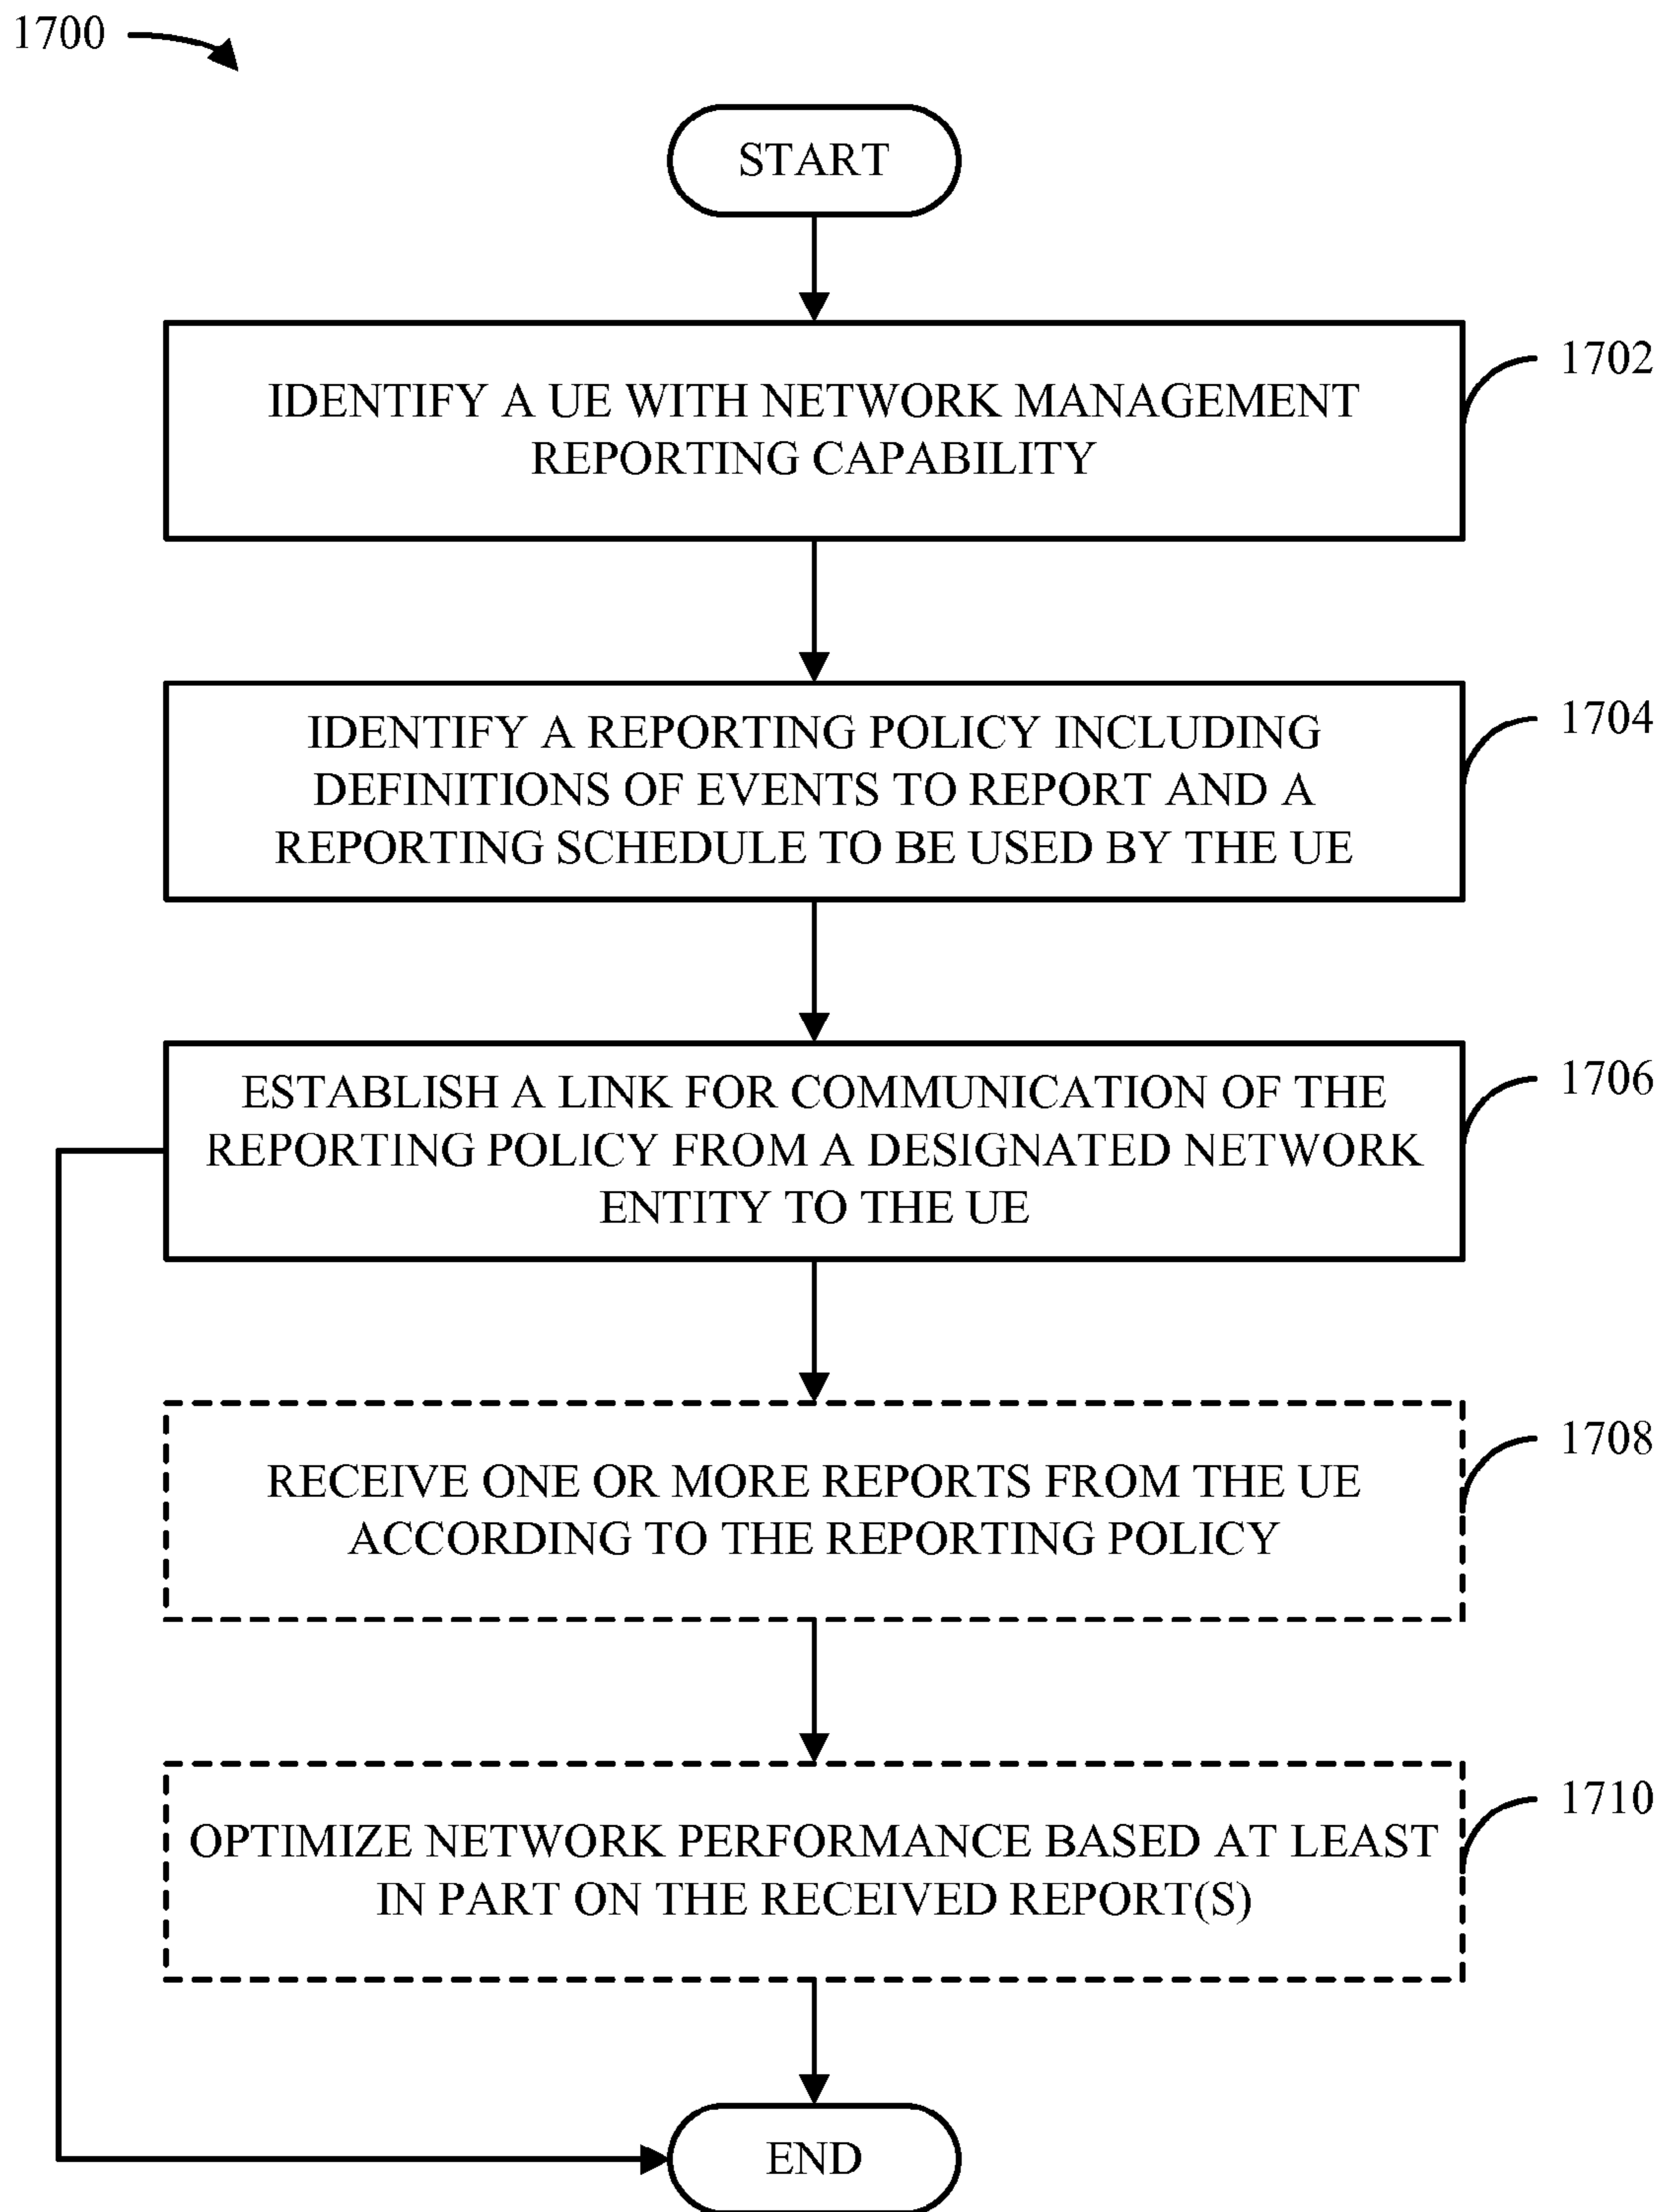 1700
START
IDENTIFY A UE WITH NETWORK MANAGEMENT
REPORTING CAPABILITY
1702
IDENTIFY A REPORTING POLICY INCLUDING
DEFINITIONS OF EVENTS TO REPORT AND A
REPORTING SCHEDULE TO BE USED BY THE UE
1704
ESTABLISH A LINK FOR COMMUNICATION OF THE
REPORTING POLICY FROM A DESIGNATED NETWORK
ENTITY TO THE UE
1706
RECEIVE ONE OR MORE REPORTS FROM THE UE
ACCORDING TO THE REPORTING POLICY
1708
OPTIMIZE NETWORK PERFORMANCE BASED AT LEAST
IN PART ON THE RECEIVED REPORT(S)
1710
END